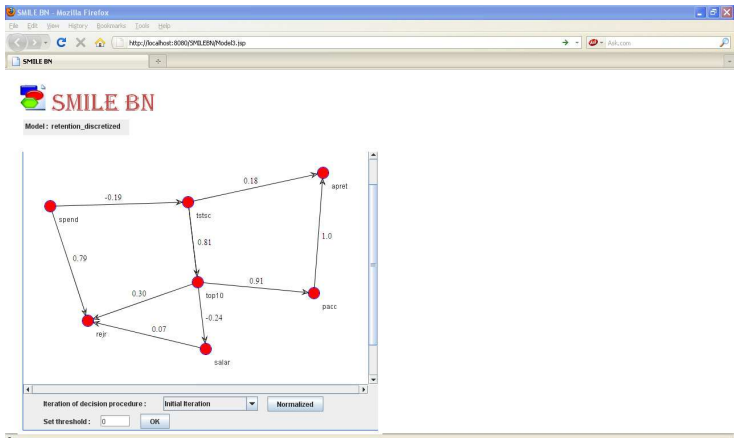 SMILE BN - Mozilla Firefox
File Edit View History Bookmarks Tools Help
http://localhost:8080/SMILEBN/Model3.jsp
Ask.com
SMILE BN
SMILE BN
Model : retention_discretized
apret
0.18
-0.19
tstsc
spend
0.81
1.0
0.79
0.91
0.30
top10
pacc
-0.24
rejr
0.07
salar
Iteration of decision procedure : Initial Iteration Normalized
Set threshold : 0 OK